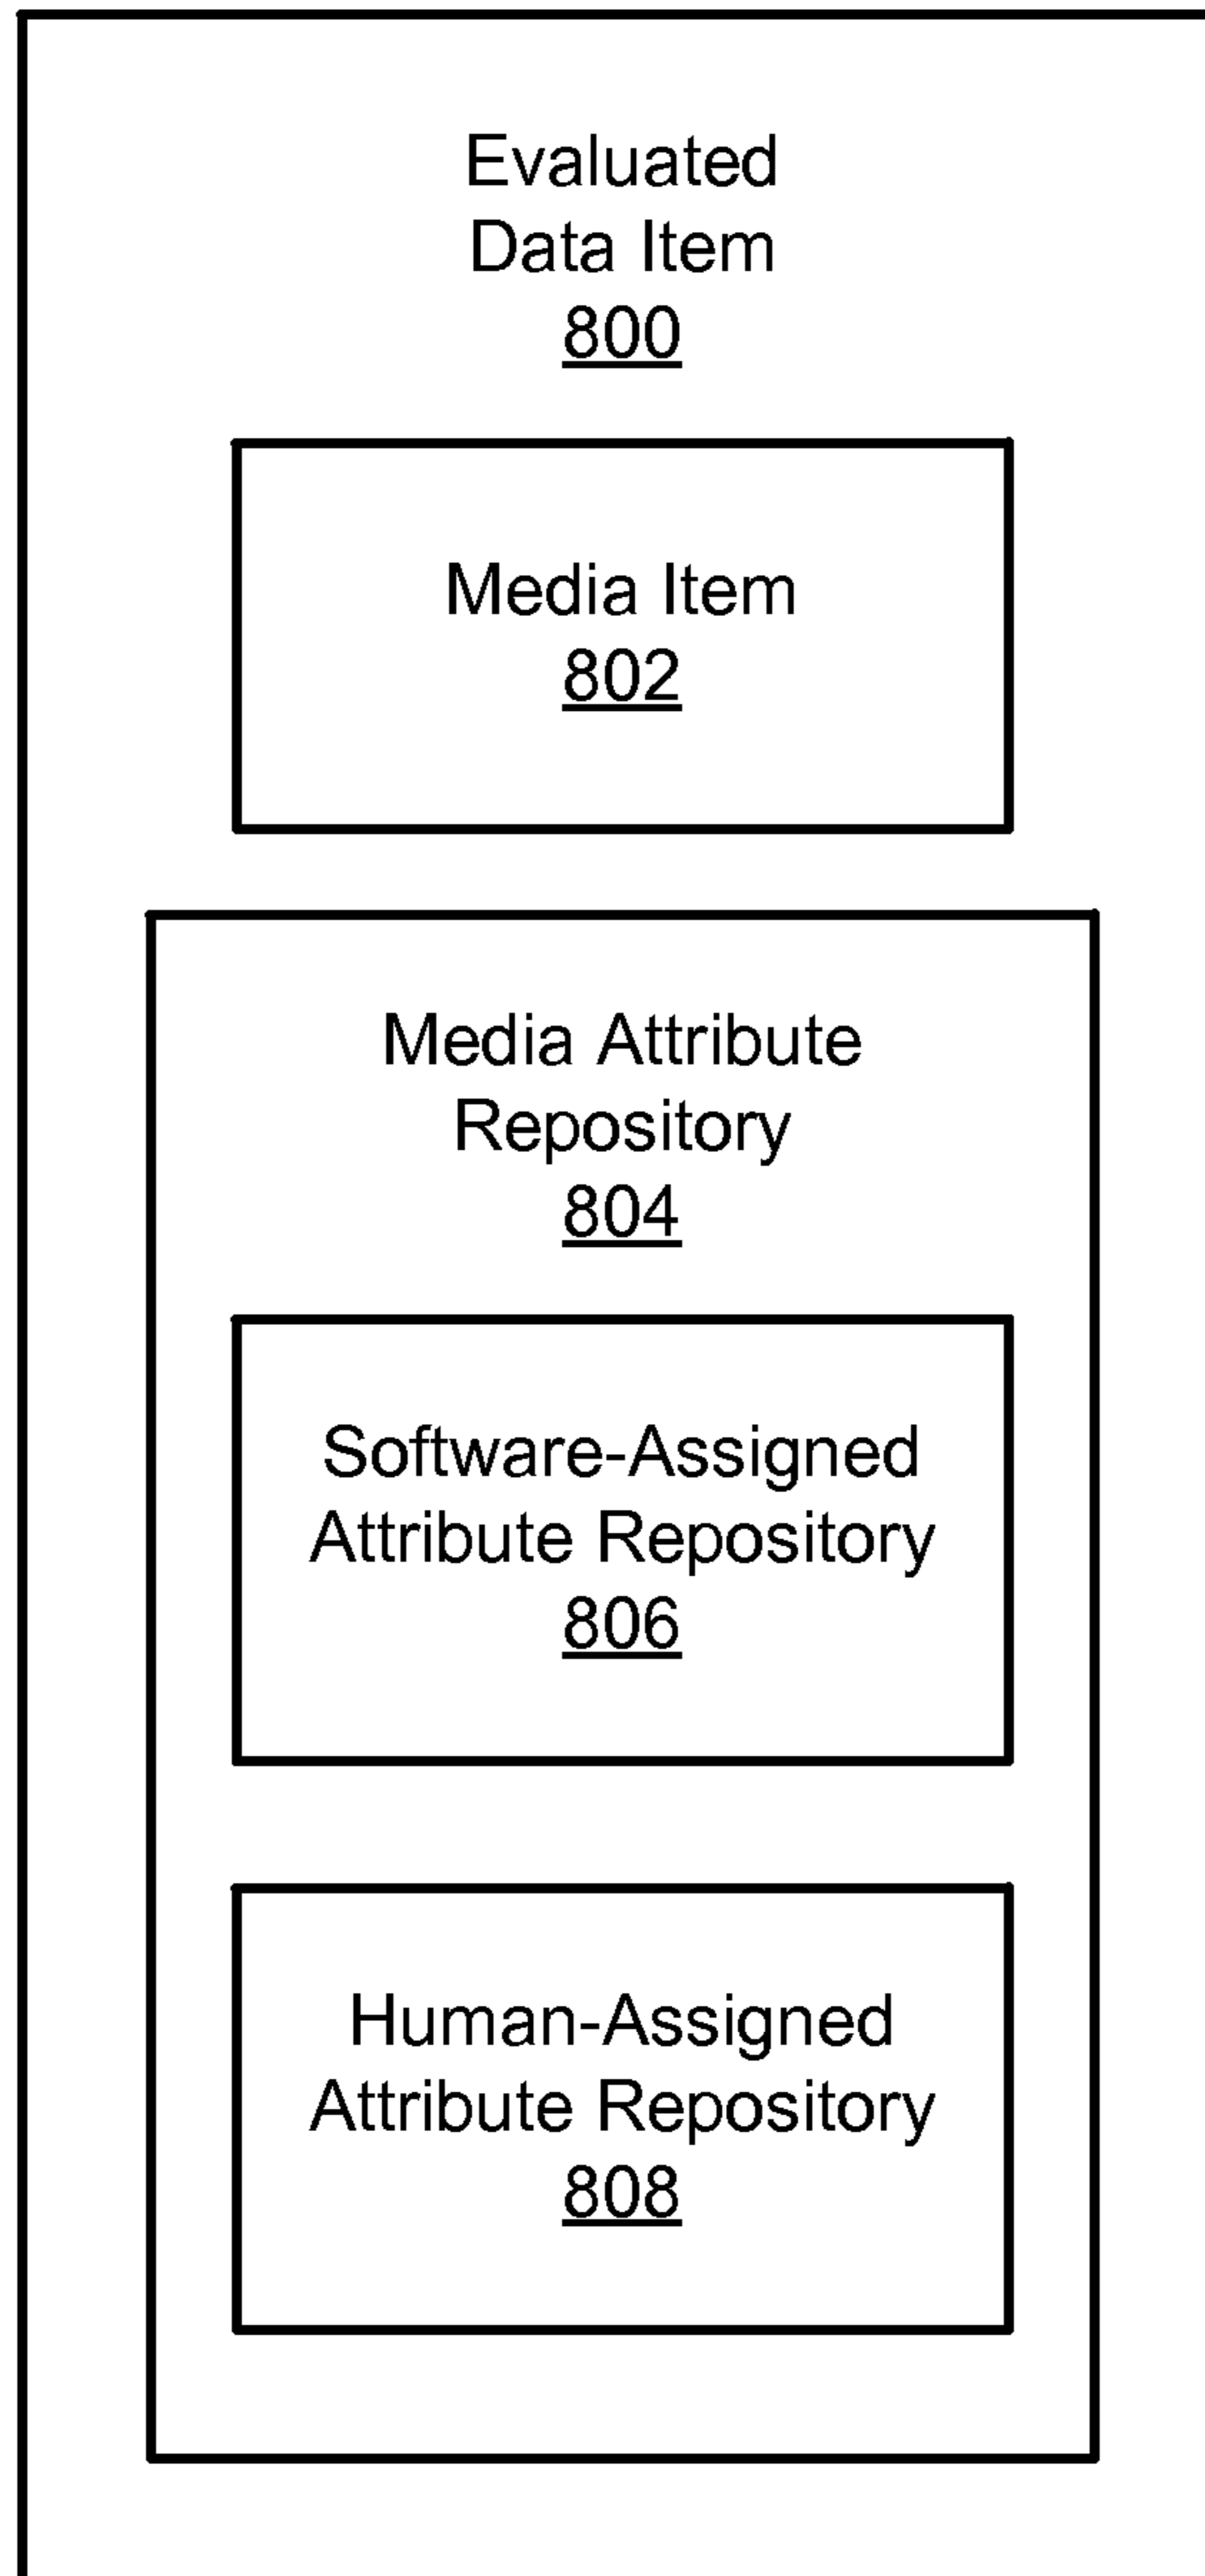 Evaluated
Data Item
800
Media Item
802
Media Attribute
Repository
804
Software-Assigned
Attribute Repository
806
Human-Assigned
Attribute Repository
808